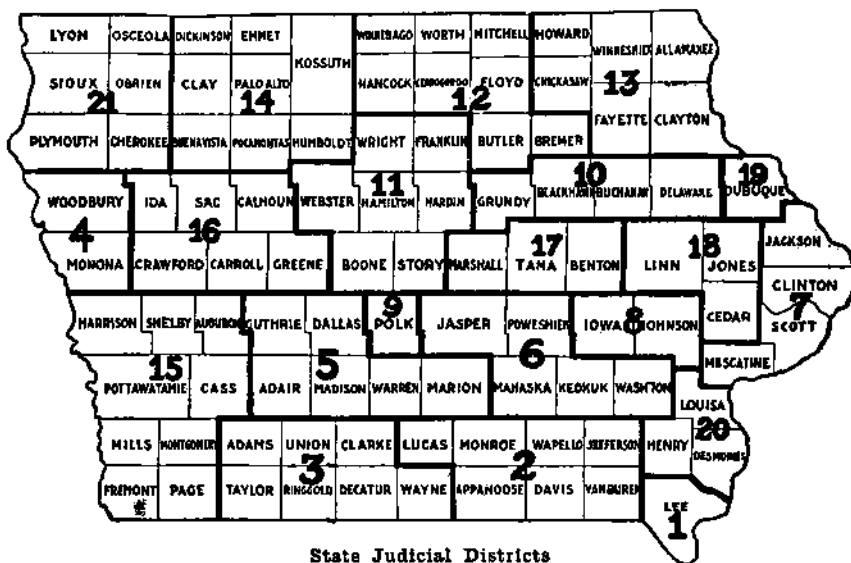 LYON OSCEOLA DICKINSON EMMET WINNEBAGO WORTH MITCHELL HOWARD
KOSSUTH WINNESHIEK ALLAMAKEE
SIOUX OBRIEN CLAY PALO ALTO HANCOCK FLOYD CHICKASAW 13
21 14 12
FAYETTE CLAYTON
PLYMOUTH CHEROKEE BUENAVISTA POCAHONTAS HUMBOLDT WRIGHT FRANKLIN BUTLER BREMER
10 19
WOODBURY IDA SAC CALHOUN WEBSTER 11 HAMILTON HARDIN GRUNDY BLACKHAWK BUCHANAN DELAWARE DUBUQUE
4 16 17 18 JACKSON
MONONA CRAWFORD CARROLL GREENE BOONE STORY MARSHALL TAMA BENTON LINN JONES
CLINTON
9 7
HARRISON SHELBY AUDUBON GUTHRIE DALLAS POLK JASPER POWESHIEK IOWA 8 JOHNSON CEDAR SCOTT
15 5 6 MUSCATINE
POTTAWATAMIE CASS ADAIR MADISON WARREN MARION MAHASKA KEOKUK WASH'TON
LOUISA
20
MILLS MONTGOMERY ADAMS UNION CLARKE LUCAS MONROE WAPELLO JEFFERSON HENRY
3 2 DESMOINES
FREMONT PAGE TAYLOR RINGGOLD DECATUR WAYNE APPANOOSE DAVIS VANBUREN
LEE
1
State Judicial Districts